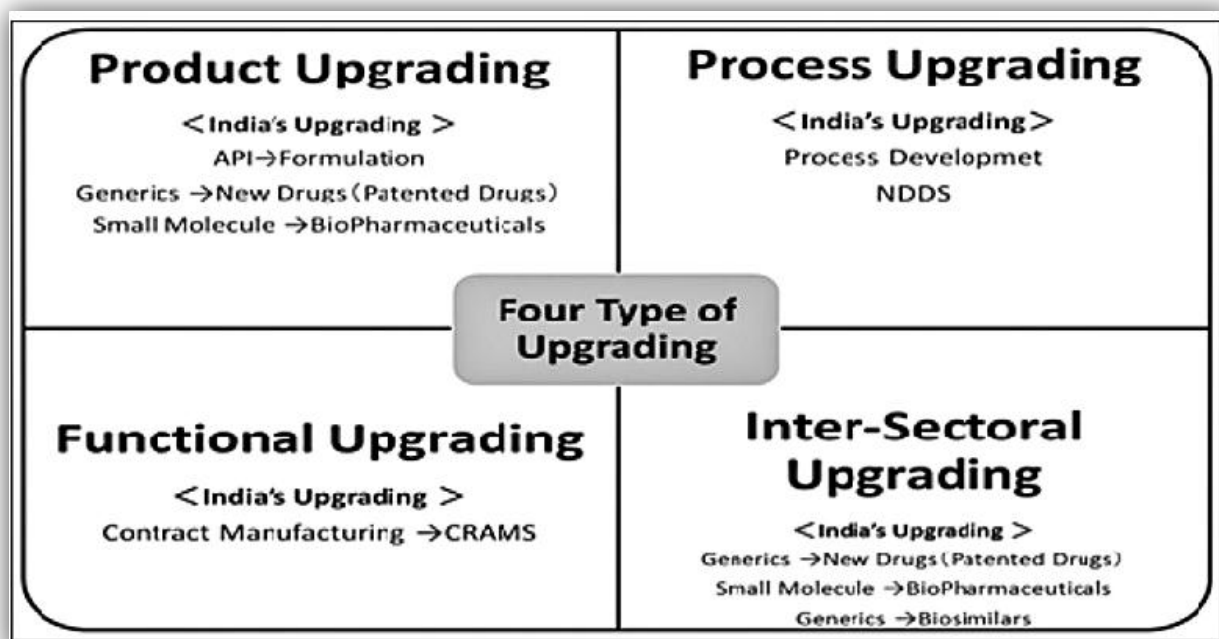 Product Upgrading
＜India's Upgrading ＞
API→Formulation
Generics →New Drugs(Patented Drugs)
Small Molecule →BioPharmaceuticals
Process Upgrading
＜India's Upgrading＞
Process Developmet
NDDS
Four Type of
Upgrading
Functional Upgrading
＜India's Upgrading ＞
Contract Manufacturing →CRAMS
Inter-Sectoral
Upgrading
＜India's Upgrading ＞
Generics →New Drugs(Patented Drugs)
Small Molecule →BioPharmaceuticals
Generics →Biosimilars